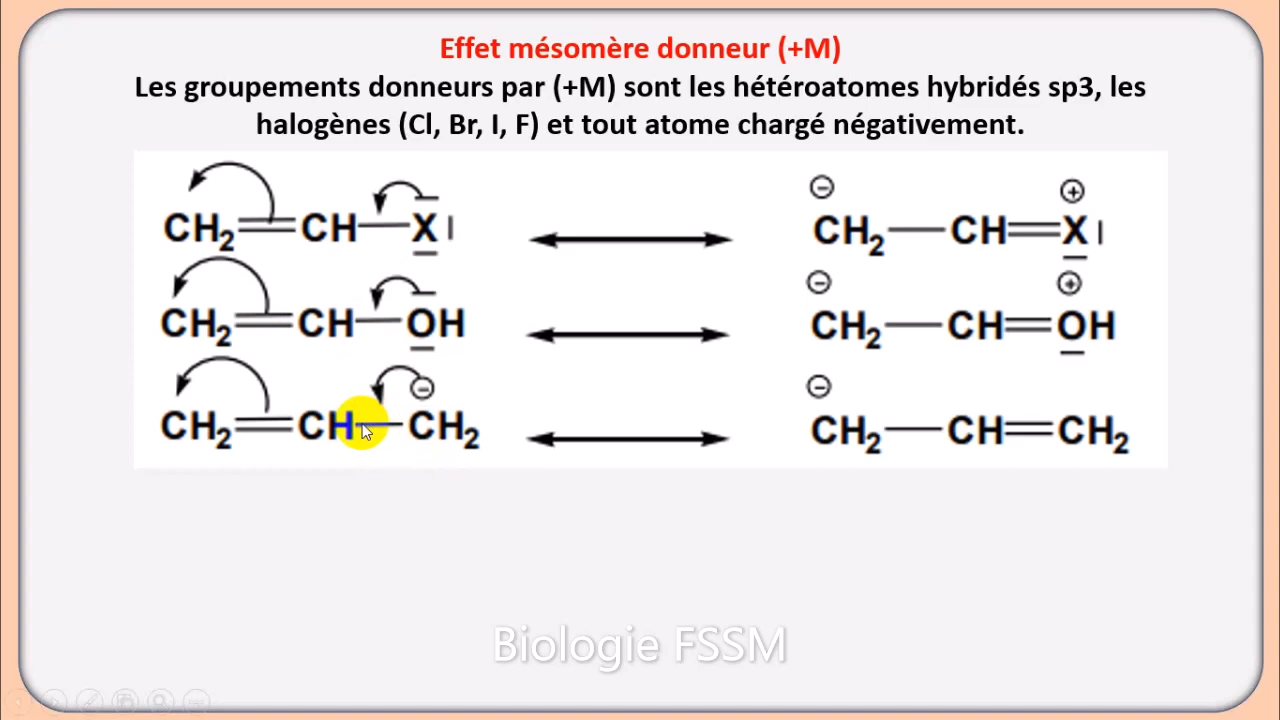 Effet mésomère donneur (+M)
Les groupements donneurs par (+M) sont les hétéroatomes hybridés sp3, les
halogènes (Cl, Br, I, F) et tout atome chargé négativement.
CH₂=CH—X ⟷ ⊖CH₂—CH=X⊕
CH₂=CH—OH ⟷ ⊖CH₂—CH=OH⊕
CH₂=CH—CH₂⊖ ⟷ ⊖CH₂—CH=CH₂
Biologie FSSM